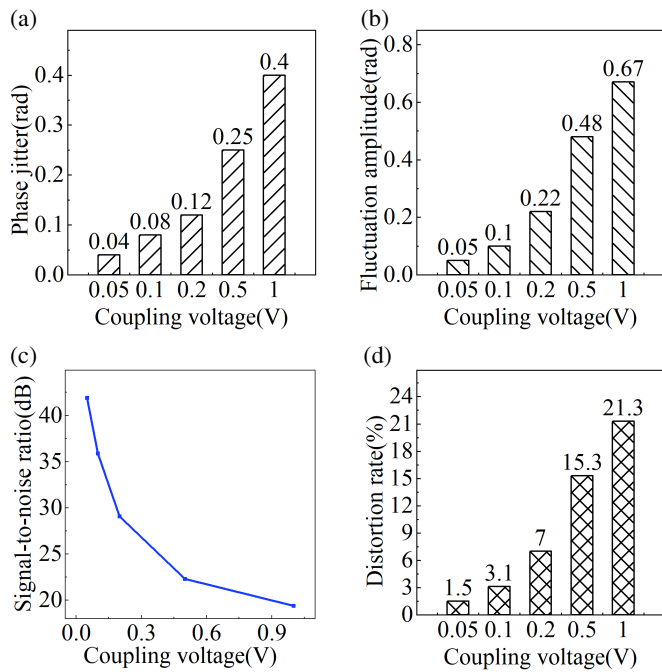 (a)
Phase jitter(rad)
0.4
0.3
0.2
0.1
0.0
0.04
0.08
0.12
0.25
0.4
0.05 0.1 0.2 0.5 1
Coupling voltage(V)
(b)
Fluctuation amplitude(rad)
0.8
0.6
0.4
0.2
0.0
0.05
0.1
0.22
0.48
0.67
0.05 0.1 0.2 0.5 1
Coupling voltage(V)
(c)
Signal-to-noise ratio(dB)
40
35
30
25
20
0.0 0.3 0.6 0.9
Coupling voltage(V)
(d)
Distortion rate(%)
24
21
18
15
12
9
6
3
0
1.5
3.1
7
15.3
21.3
0.05 0.1 0.2 0.5 1
Coupling voltage(V)